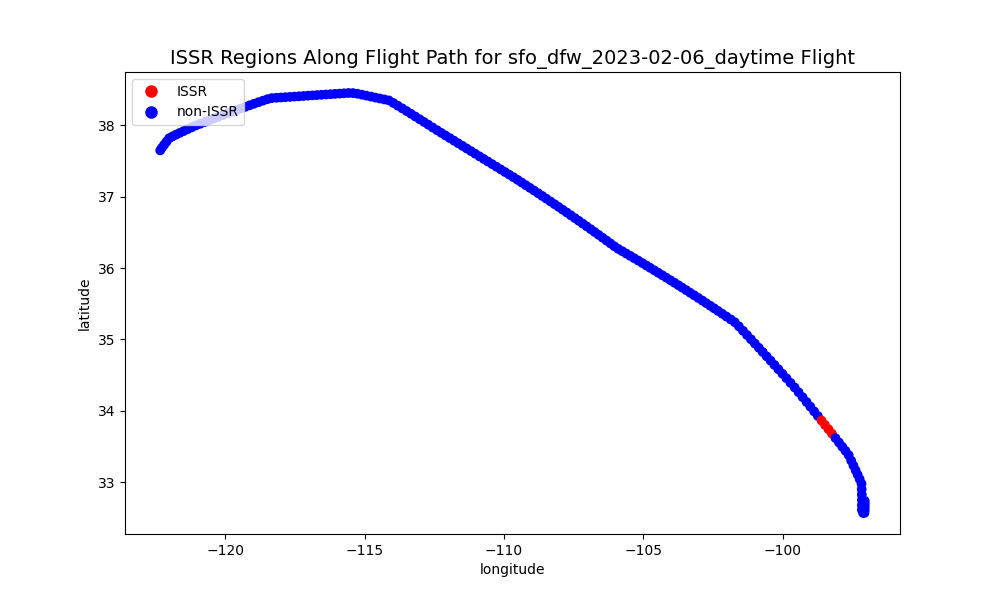 ISSR Regions Along Flight Path for sfo_dfw_2023-02-06_daytime Flight
ISSR
non-ISSR
38
37
36
35
34
33
latitude
−120
−115
−110
−105
−100
longitude